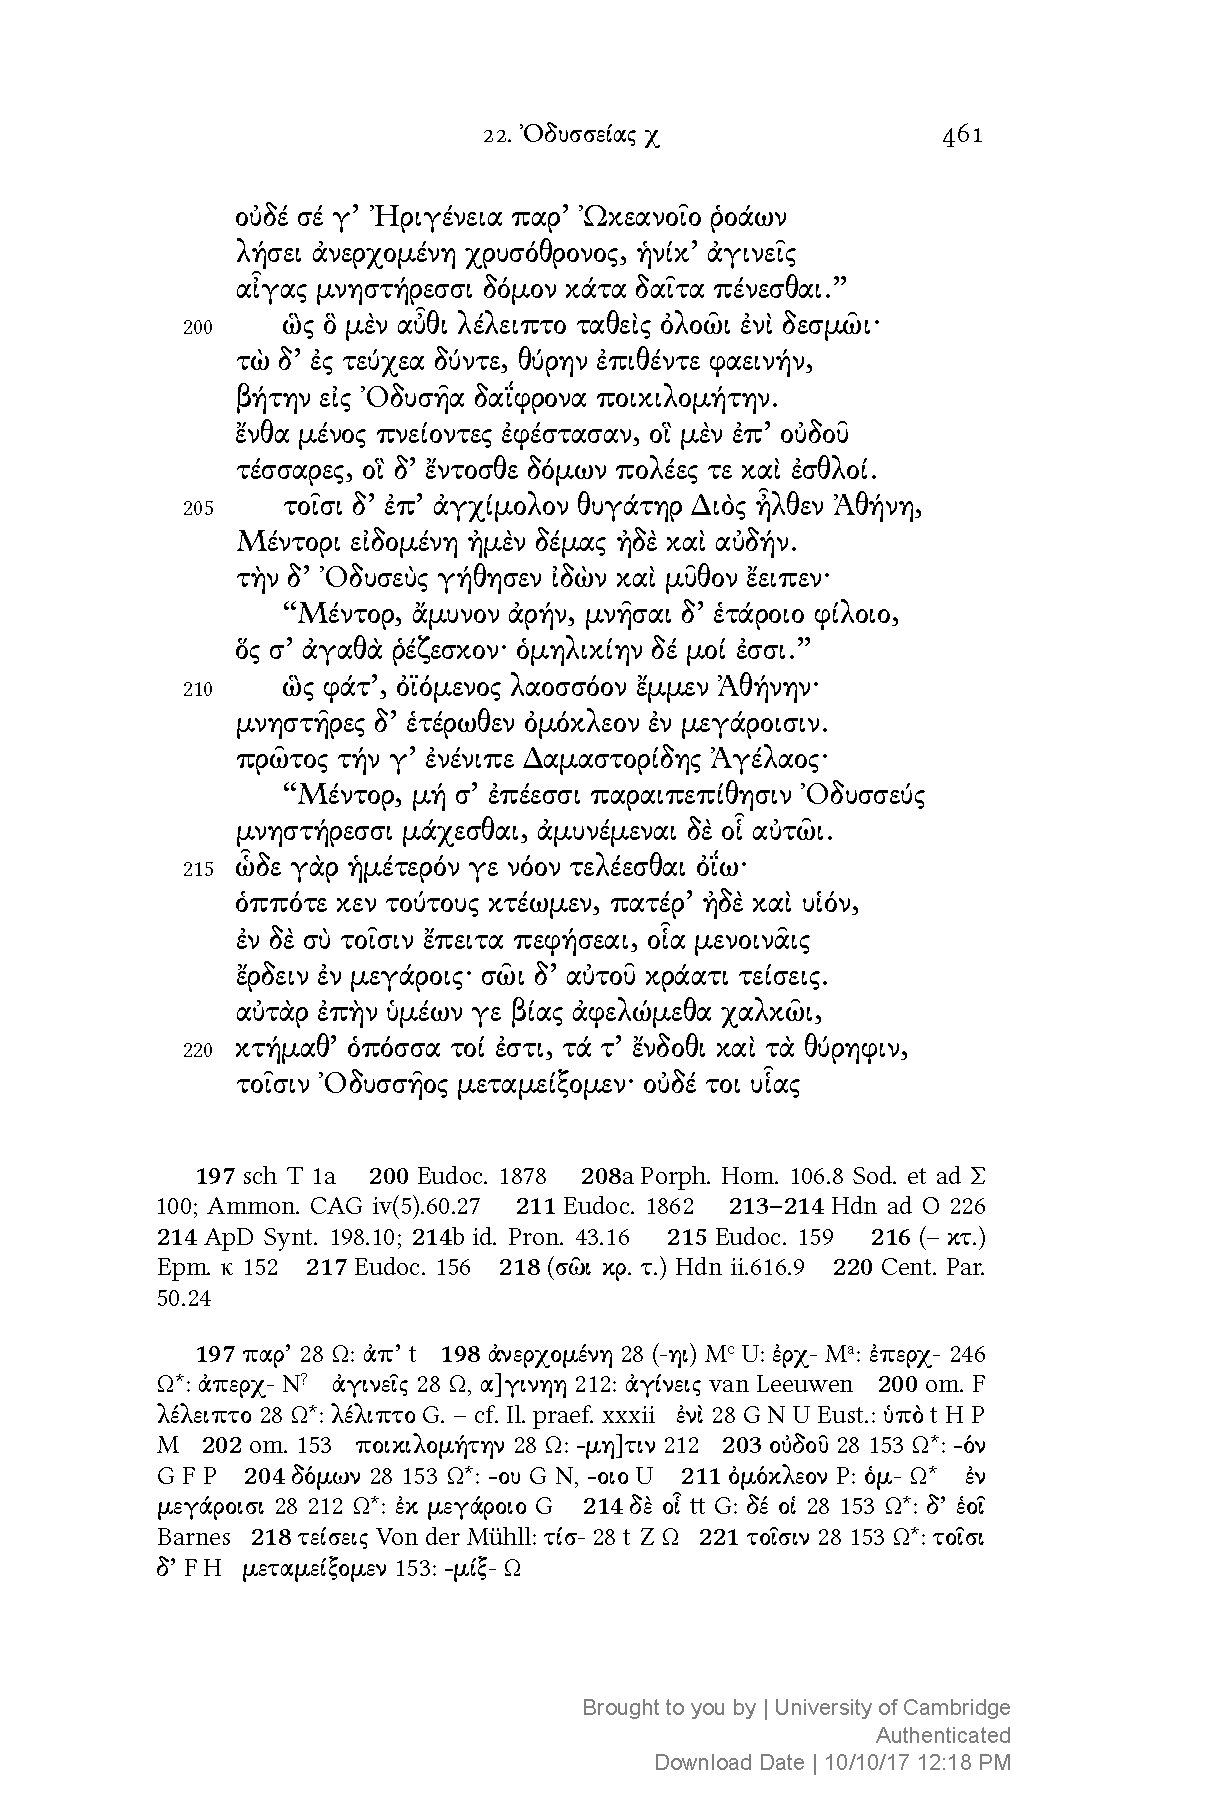 22. Ὀδυσσείας χ 461
οὐδέ σέ γ’ Ἠριγένεια παρ’ Ὠκεανοῖο ῥοάων
λήσει ἀνερχομένη χρυσόθρονος, ἡνίκ’ ἀγινεῖς
αἶγας μνηστήρεσσι δόμον κάτα δαῖτα πένεσθαι.”
200 ὣς ὃ μὲν αὖθι λέλειπτο ταθεὶς ὀλοῶι ἐνὶ δεσμῶι·
τὼ δ’ ἐς τεύχεα δύντε, θύρην ἐπιθέντε φαεινήν,
βήτην εἰς Ὀδυσῆα δαΐφρονα ποικιλομήτην.
ἔνθα μένος πνείοντες ἐφέστασαν, οἳ μὲν ἐπ’ οὐδοῦ
τέσσαρες, οἳ δ’ ἔντοσθε δόμων πολέες τε καὶ ἐσθλοί.
205 τοῖσι δ’ ἐπ’ ἀγχίμολον θυγάτηρ Διὸς ἦλθεν Ἀθήνη,
Μέντορι εἰδομένη ἠμὲν δέμας ἠδὲ καὶ αὐδήν.
τὴν δ’ Ὀδυσεὺς γήθησεν ἰδὼν καὶ μῦθον ἔειπεν·
“Μέντορ, ἄμυνον ἀρήν, μνῆσαι δ’ ἑτάροιο φίλοιο,
ὅς σ’ ἀγαθὰ ῥέζεσκον· ὁμηλικίην δέ μοί ἐσσι.”
210 ὣς φάτ’, ὀϊόμενος λαοσσόον ἔμμεν Ἀθήνην·
μνηστῆρες δ’ ἑτέρωθεν ὀμόκλεον ἐν μεγάροισιν.
πρῶτος τήν γ’ ἐνένιπε Δαμαστορίδης Ἀγέλαος·
“Μέντορ, μή σ’ ἐπέεσσι παραιπεπίθησιν Ὀδυσσεύς
μνηστήρεσσι μάχεσθαι, ἀμυνέμεναι δὲ οἷ αὐτῶι.
215 ὧδε γὰρ ἡμέτερόν γε νόον τελέεσθαι ὀΐω·
ὁππότε κεν τούτους κτέωμεν, πατέρ’ ἠδὲ καὶ υἱόν,
ἐν δὲ σὺ τοῖσιν ἔπειτα πεφήσεαι, οἷα μενοινᾶις
ἔρδειν ἐν μεγάροις· σῶι δ’ αὐτοῦ κράατι τείσεις.
αὐτὰρ ἐπὴν ὑμέων γε βίας ἀφελώμεθα χαλκῶι,
220 κτήμαθ’ ὁπόσσα τοί ἐστι, τά τ’ ἔνδοθι καὶ τὰ θύρηφιν,
τοῖσιν Ὀδυσσῆος μεταμείξομεν· οὐδέ τοι υἷας
197 sch T 1a 200 Eudoc. 1878 208a Porph. Hom. 106.8 Sod. et ad Σ
100; Ammon. CAG iv(5).60.27 211 Eudoc. 1862 213–214 Hdn ad O 226
214 ApD Synt. 198.10; 214b id. Pron. 43.16 215 Eudoc. 159 216 (– κτ.)
Epm. κ 152 217 Eudoc. 156 218 (σῶι κρ. τ.) Hdn ii.616.9 220 Cent. Par.
50.24
197 παρ’ 28 Ω: ἀπ’ t 198 ἀνερχομένη 28 (-ηι) Mᶜ U: ἐρχ- Mᵃ: ἐπερχ- 246
Ω*: ἀπερχ- N? ἀγινεῖς 28 Ω, α]γινηη 212: ἀγίνεις van Leeuwen 200 om. F
λέλειπτο 28 Ω*: λέλιπτο G. – cf. Il. praef. xxxii ἐνὶ 28 G N U Eust.: ὑπὸ t H P
M 202 om. 153 ποικιλομήτην 28 Ω: -μη]τιν 212 203 οὐδοῦ 28 153 Ω*: -όν
G F P 204 δόμων 28 153 Ω*: -ου G N, -οιο U 211 ὀμόκλεον P: ὁμ- Ω* ἐν
μεγάροισι 28 212 Ω*: ἐκ μεγάροιο G 214 δὲ οἷ tt G: δέ οἱ 28 153 Ω*: δ’ ἑοῖ
Barnes 218 τείσεις Von der Mühll: τίσ- 28 t Z Ω 221 τοῖσιν 28 153 Ω*: τοῖσι
δ’ F H μεταμείξομεν 153: -μίξ- Ω
Brought to you by | University of Cambridge
Authenticated
Download Date | 10/10/17 12:18 PM